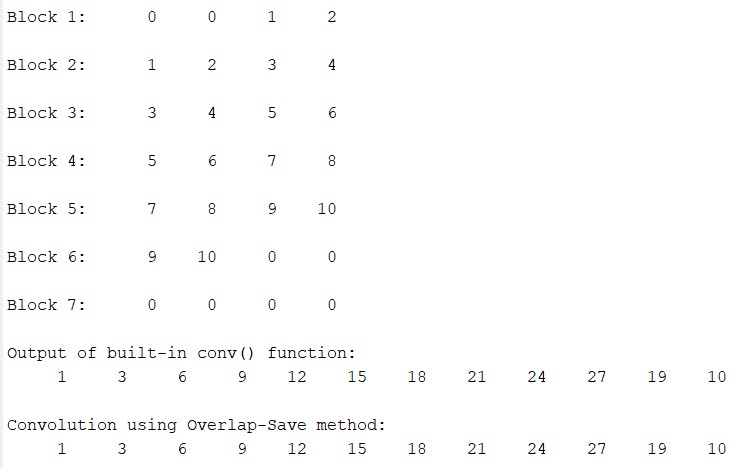 Block 1: 0 0 1 2
Block 2: 1 2 3 4
Block 3: 3 4 5 6
Block 4: 5 6 7 8
Block 5: 7 8 9 10
Block 6: 9 10 0 0
Block 7: 0 0 0 0
Output of built-in conv() function:
1 3 6 9 12 15 18 21 24 27 19 10
Convolution using Overlap-Save method:
1 3 6 9 12 15 18 21 24 27 19 10